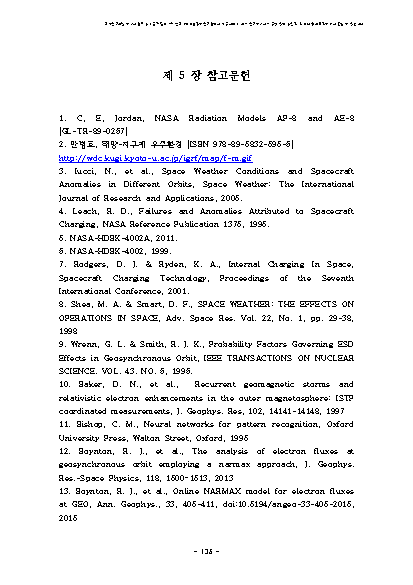 제 5 장 참고문헌
1. C. E. Jordan, NASA Radiation Models AP-8 and AE-8
(GL-TR-89-0267)
2. 안병호, 태양-지구계 우주환경 (ISBN 978-89-5832-595-6)
http://wdc.kugi.kyoto-u.ac.jp/igrf/map/f-m.gif
3. Iucci, N., et al., Space Weather Conditions and Spacecraft
Anomalies in Different Orbits, Space Weather: The International
Journal of Research and Applications, 2005.
4. Leach, R. D., Failures and Anomalies Attributed to Spacecraft
Charging, NASA Reference Publication 1375, 1995.
5. NASA-HDBK-4002A, 2011.
6. NASA-HDBK-4002, 1999.
7. Rodgers, D. J. & Ryden, K. A., Internal Charging In Space,
Spacecraft Charging Technology, Proceedings of the Seventh
International Conference, 2001.
8. Shea, M. A. & Smart, D. F., SPACE WEATHER: THE EFFECTS ON
OPERATIONS IN SPACE, Adv. Space Res. Vol. 22, No. 1, pp. 29-38,
1998
9. Wrenn, G. L. & Smith, R. J. K., Probability Factors Governing ESD
Effects in Geosynchronous Orbit, IEEE TRANSACTIONS ON NUCLEAR
SCIENCE. VOL. 43. NO. 6, 1996.
10. Baker, D. N., et al., Recurrent geomagnetic storms and
relativistic electron enhancements in the outer magnetosphere: ISTP
coordinated measurements, J. Geophys. Res, 102, 14141-14148, 1997
11. Bishop, C. M., Neural networks for pattern recognition, Oxford
University Press, Walton Street, Oxford, 1995
12. Boynton, R. J., et al., The analysis of electron fluxes at
geosynchronous orbit employing a narmax approach, J. Geophys.
Res.-Space Physics, 118, 1500-1513, 2013
13. Boynton, R. J., et al., Online NARMAX model for electron fluxes
at GEO, Ann. Geophys., 33, 405-411, doi:10.5194/angeo-33-405-2015,
2015
- 136 -